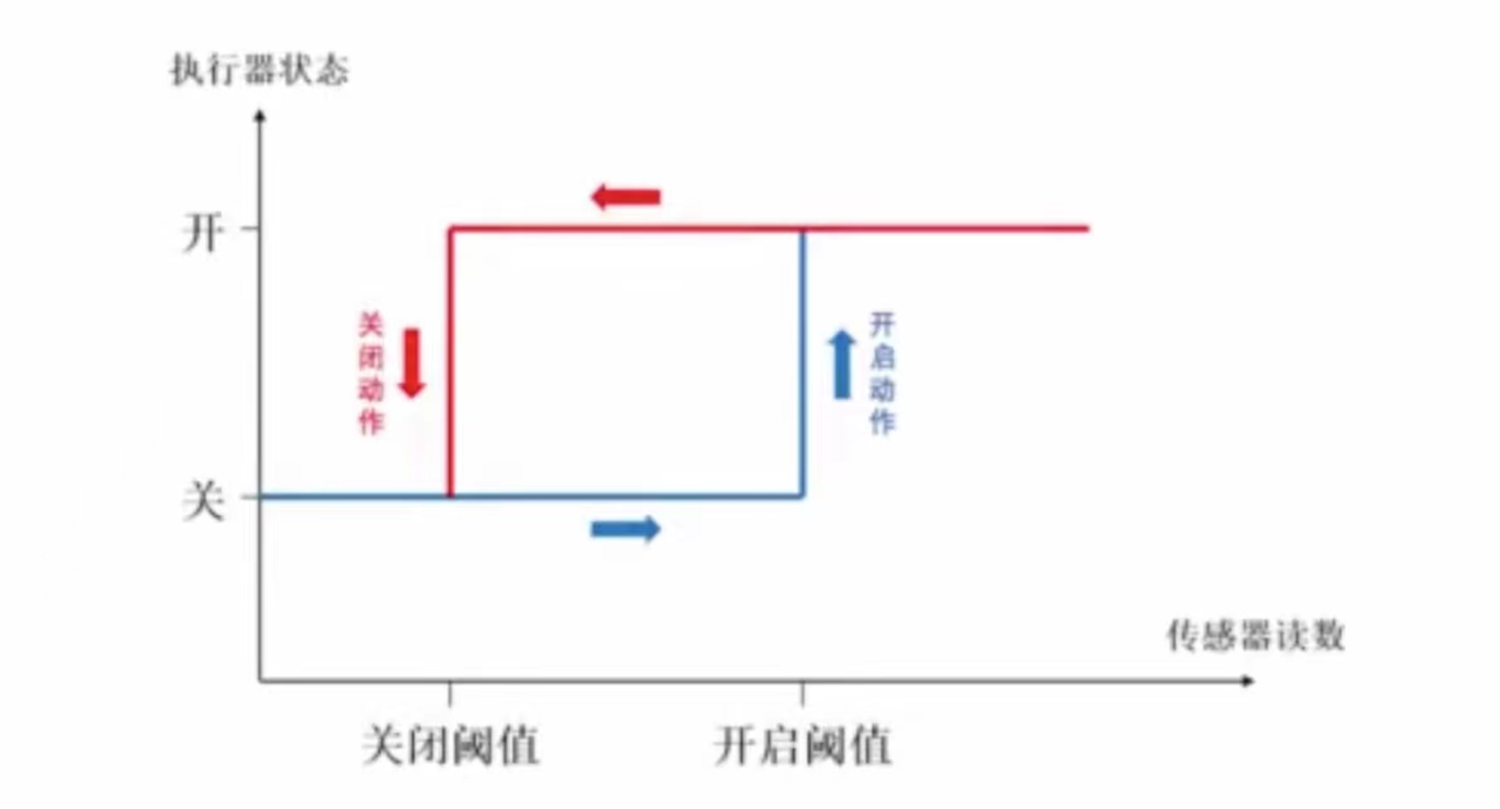 执行器状态
开
关闭动作
开启动作
关
传感器读数
关闭阈值
开启阈值